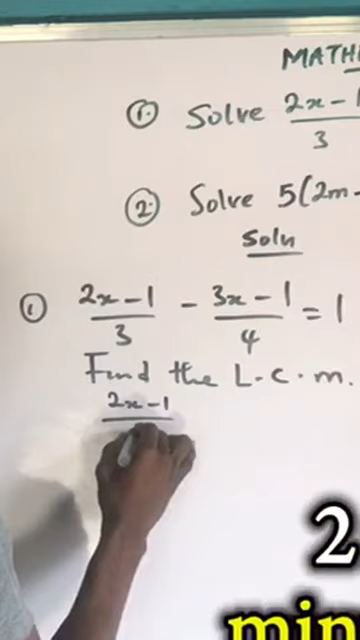 MATH
① Solve 2x-1/3
② Solve 5(2m-
Soln
① 2x-1/3 - 3x-1/4 = 1
Find the L.C.M.
2x-1
2
min